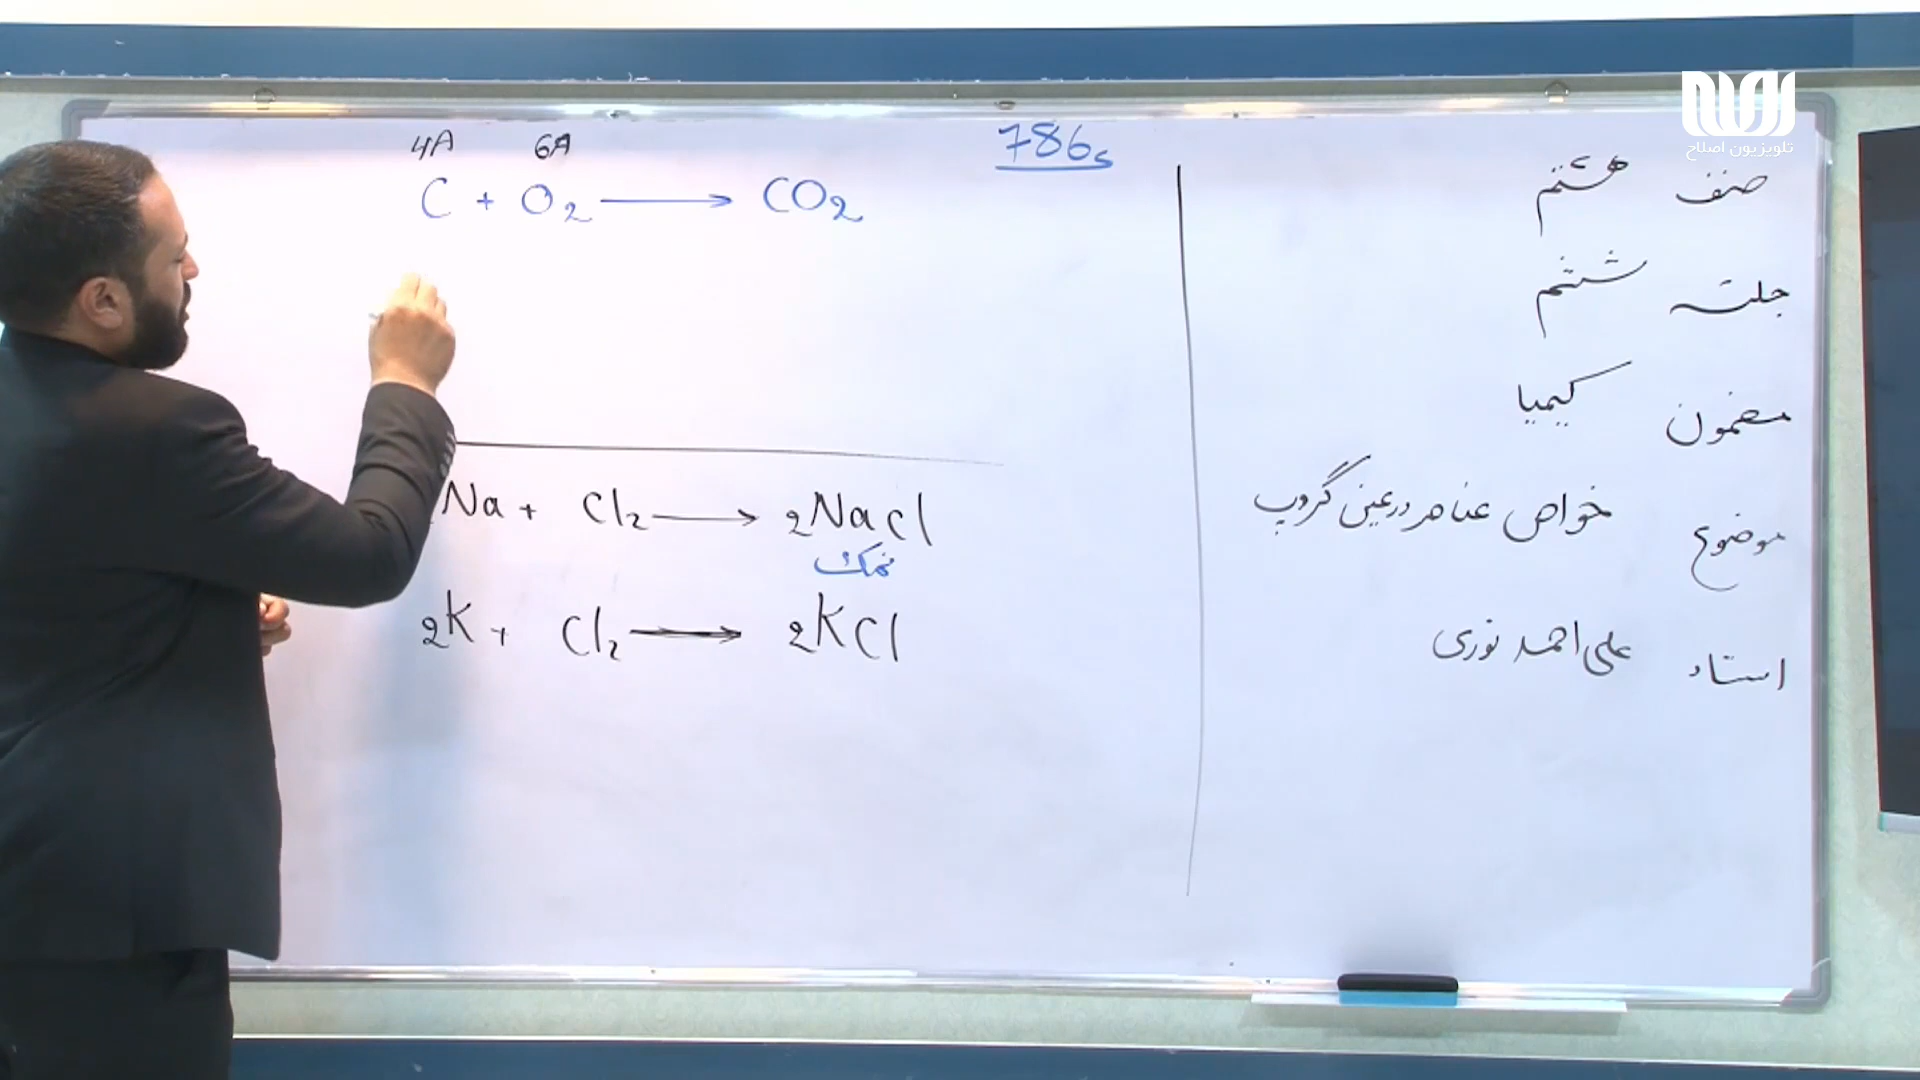 786
4A 6A
C + O2 ⟶ CO2
Na + Cl2 ⟶ 2NaCl
نمک
2K + Cl2 ⟶ 2KCl
صنف هشتم
جلسه ششم
مضمون کیمیا
موضوع خواص عناصر در عین گروپ
استاد علی احمد نوری
تلویزیون اصلاح